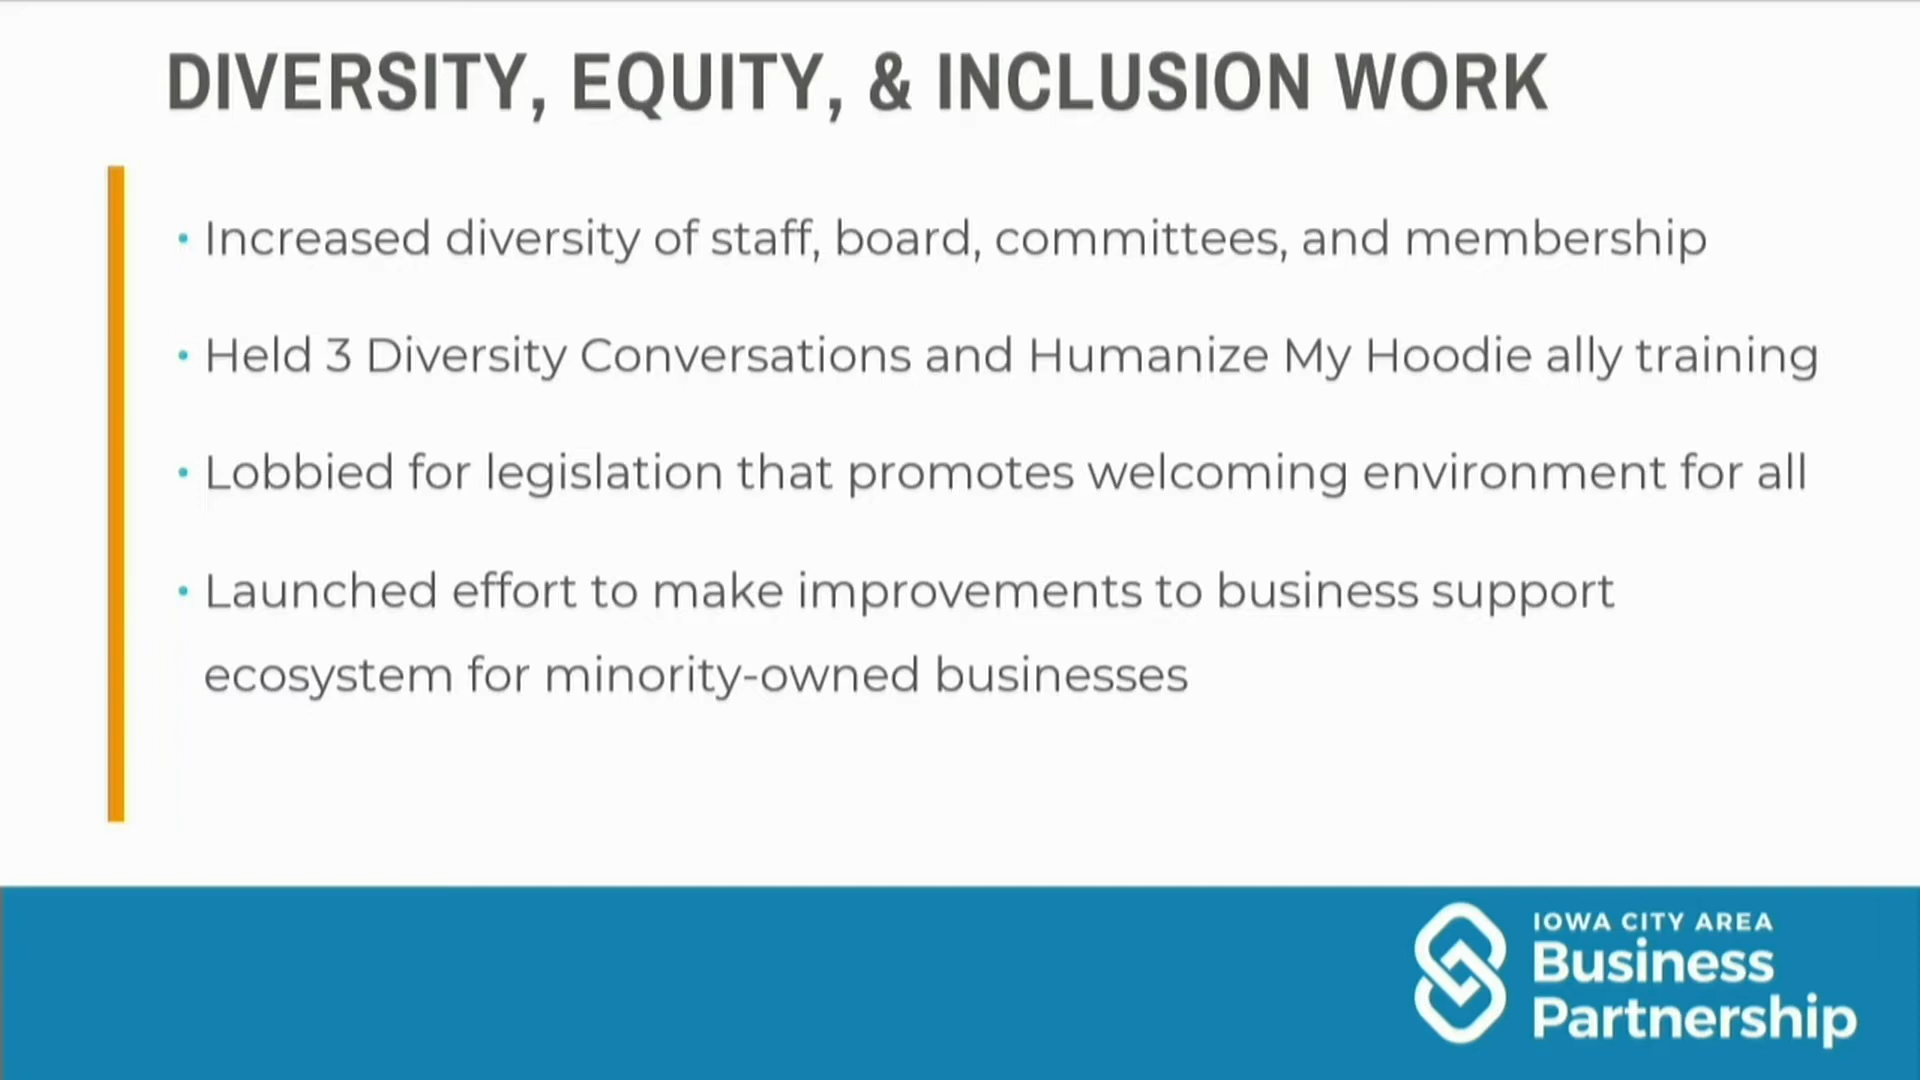 DIVERSITY, EQUITY, & INCLUSION WORK
• Increased diversity of staff, board, committees, and membership
• Held 3 Diversity Conversations and Humanize My Hoodie ally training
• Lobbied for legislation that promotes welcoming environment for all
• Launched effort to make improvements to business support
ecosystem for minority-owned businesses
IOWA CITY AREA
Business
Partnership